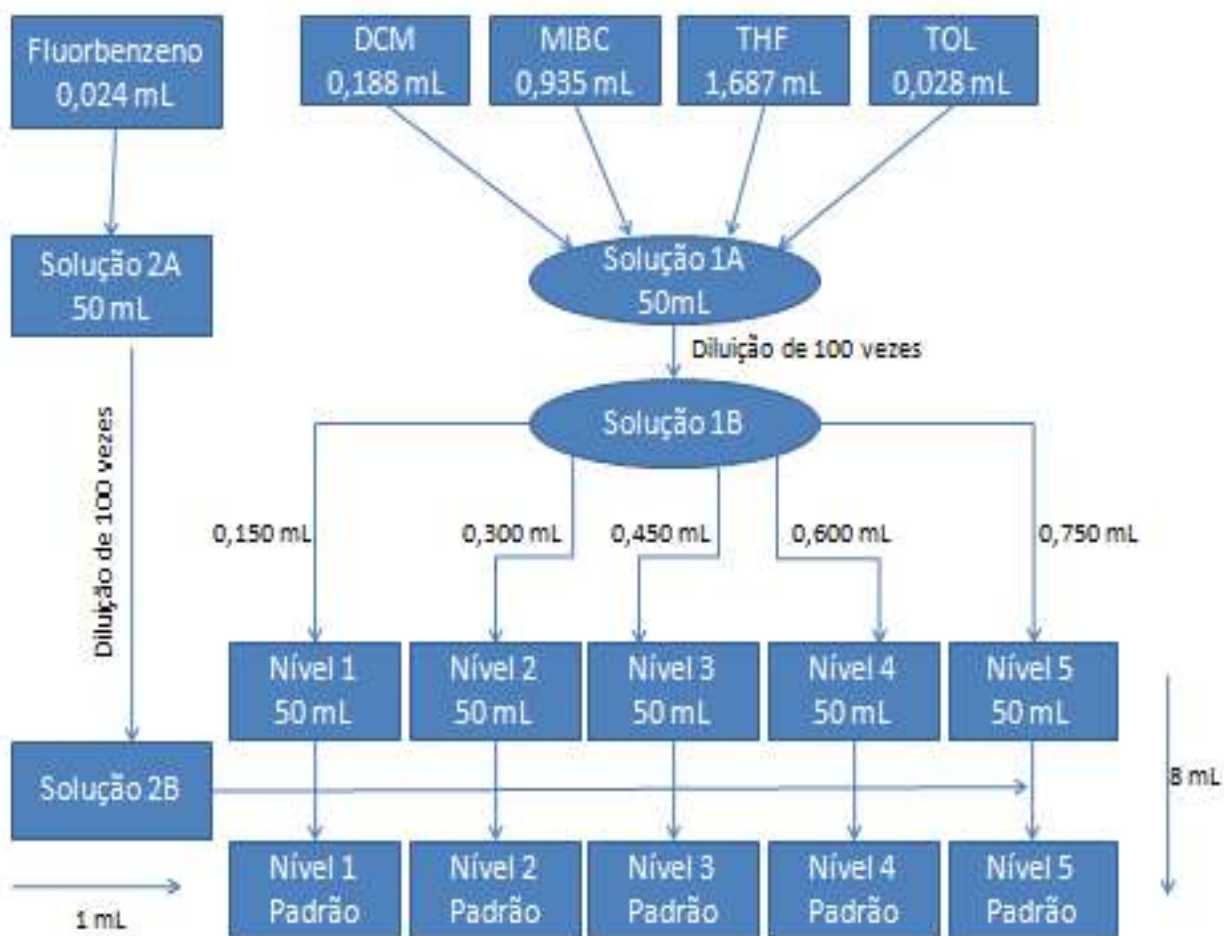 Fluorbenzeno
0,024 mL
DCM
0,188 mL
MIBC
0,935 mL
THF
1,687 mL
TOL
0,028 mL
Solução 2A
50 mL
Solução 1A
50mL
Diluição de 100 vezes
Diluição de 100 vezes
Solução 1B
0,150 mL
0,300 mL
0,450 mL
0,600 mL
0,750 mL
Nível 1
50 mL
Nível 2
50 mL
Nível 3
50 mL
Nível 4
50 mL
Nível 5
50 mL
Solução 2B
8 mL
Nível 1
Padrão
Nível 2
Padrão
Nível 3
Padrão
Nível 4
Padrão
Nível 5
Padrão
1 mL